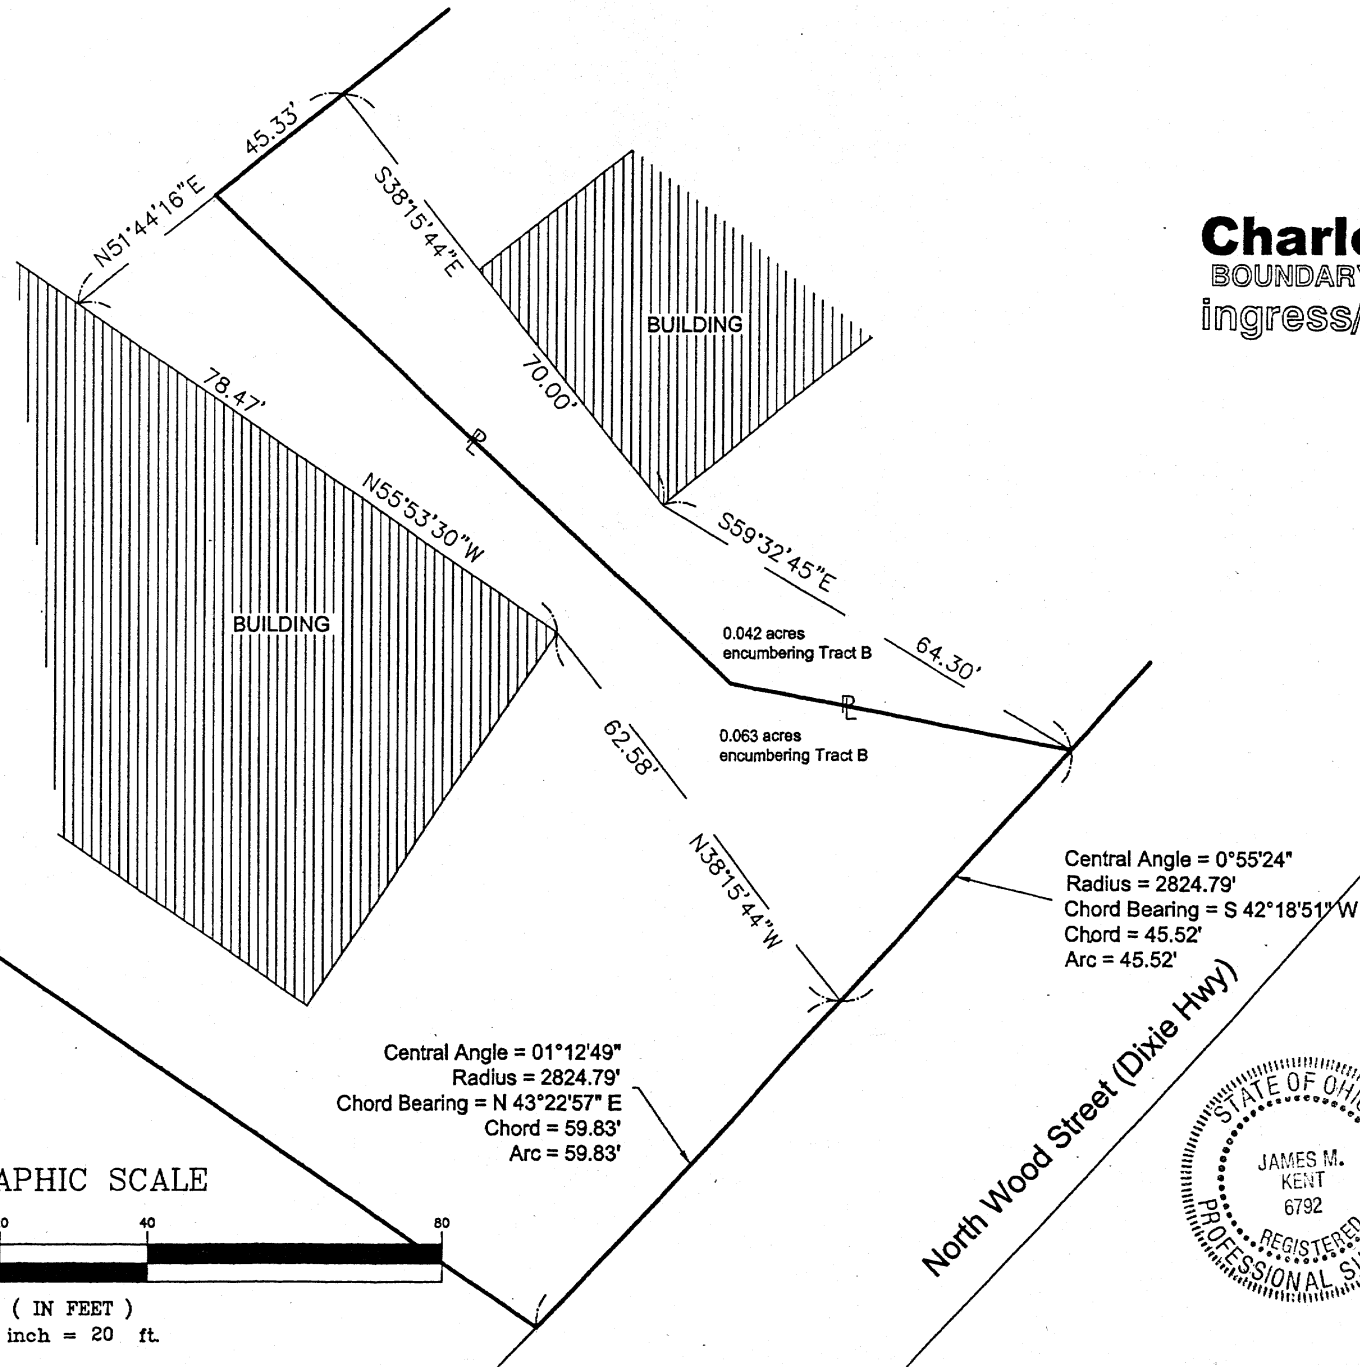 45.33'
N51°44'16"E
S38°15'44"E
70.00'
BUILDING
BOUNDARY
78.47'
N55°53'30"W
BUILDING
S59°32'45"E
64.30'
0.042 acres
encumbering Tract B
0.063 acres
encumbering Tract B
62.58'
N38°15'44"W
Central Angle = 0°55'24"
Radius = 2824.79'
Chord Bearing = S 42°18'51" W
Chord = 45.52'
Arc = 45.52'
Central Angle = 01°12'49"
Radius = 2824.79'
Chord Bearing = N 43°22'57" E
Chord = 59.83'
Arc = 59.83'
North Wood Street (Dixie Hwy)
SCALE
0 40 80
( IN FEET )
inch = 20 ft.
STATE OF
JAMES M.
KENT
6792
REGISTERED
PROFESSIONAL